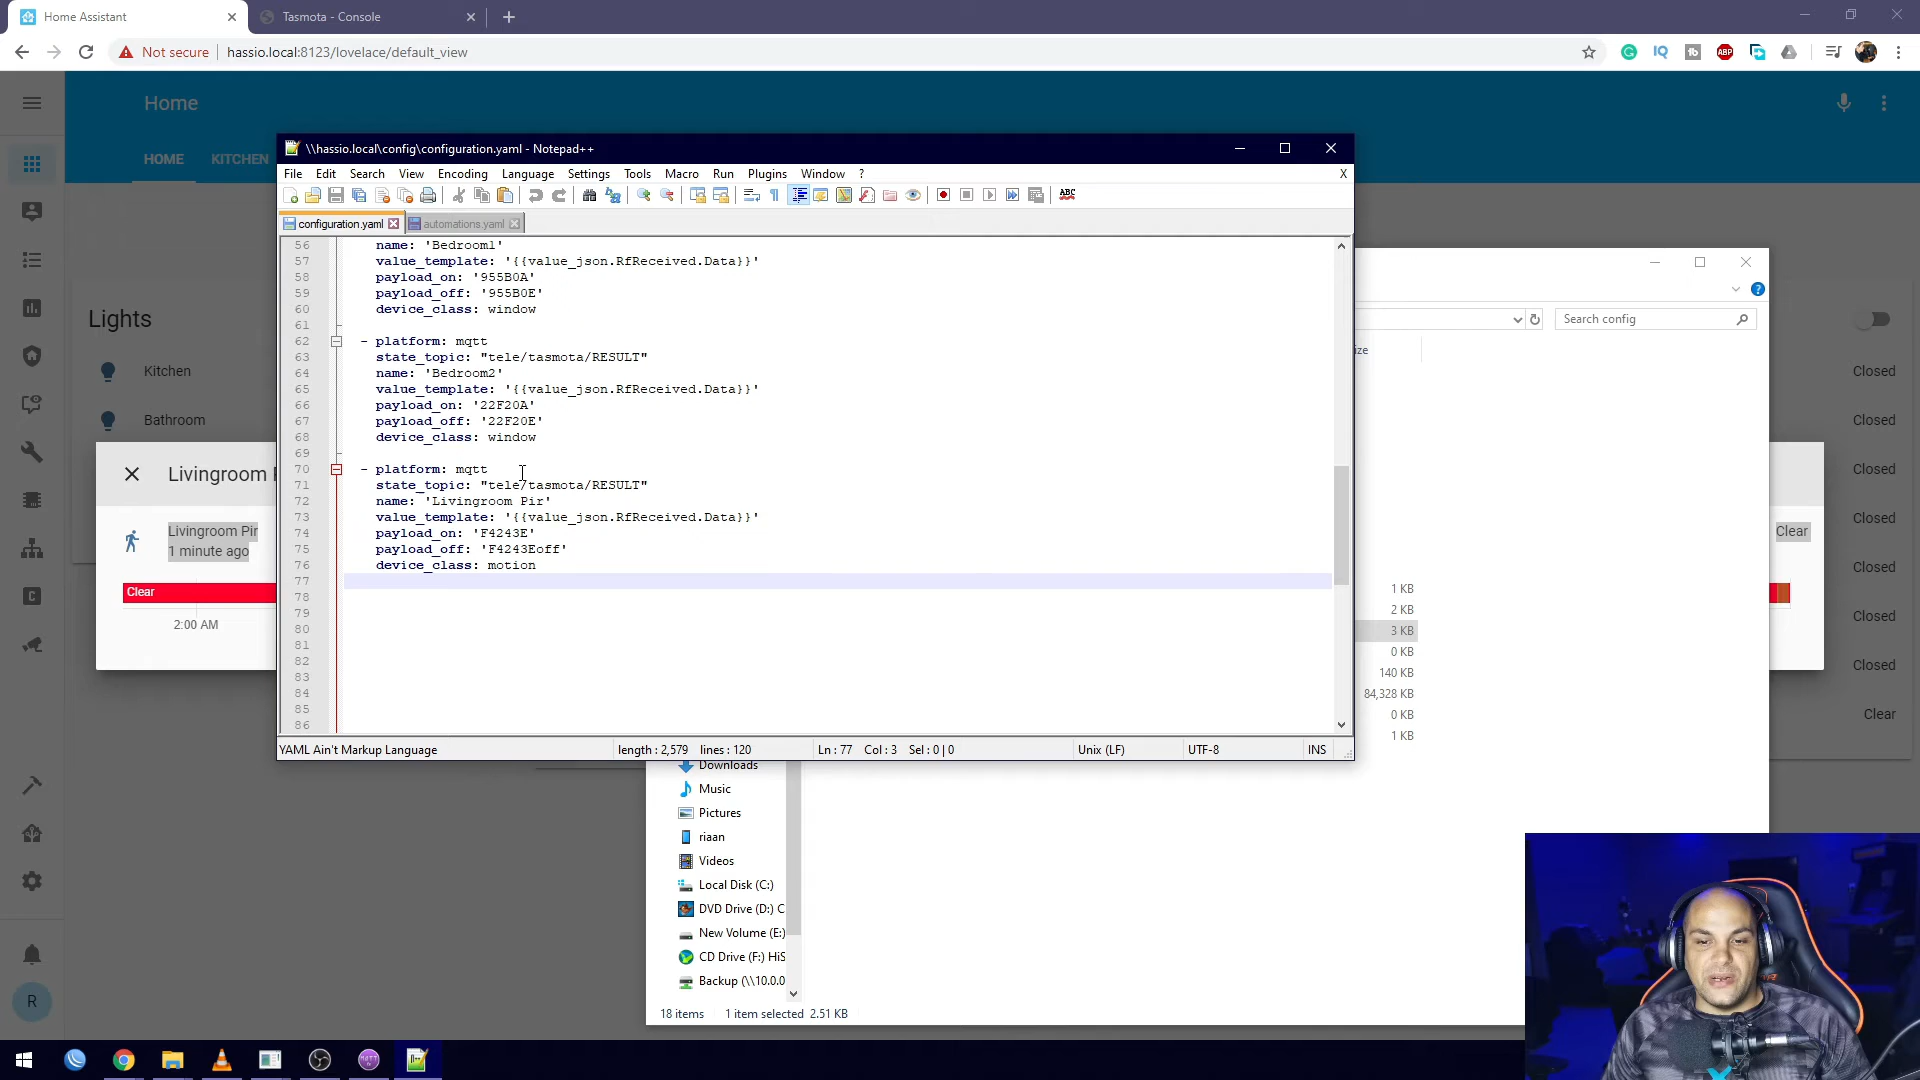 Home Assistant
Tasmota - Console
Not secure
hassio.local:8123/lovelace/default_view
Home
HOME
KITCHEN
\\hassio.local\config\configuration.yaml - Notepad++
File Edit Search View Encoding Language Settings Tools Macro Run Plugins Window ?
X
ABC
configuration.yaml
automations.yaml
56 name: 'Bedroom1'
57 value_template: '{{value_json.RfReceived.Data}}'
58 payload_on: '955B0A'
59 payload_off: '955B0E'
60 device_class: window
61
62 - platform: mqtt
63 state_topic: "tele/tasmota/RESULT"
64 name: 'Bedroom2'
65 value_template: '{{value_json.RfReceived.Data}}'
66 payload_on: '22F20A'
67 payload_off: '22F20E'
68 device_class: window
69
70 - platform: mqtt
71 state_topic: "tele/tasmota/RESULT"
72 name: 'Livingroom Pir'
73 value_template: '{{value_json.RfReceived.Data}}'
74 payload_on: 'F4243E'
75 payload_off: 'F4243Eoff'
76 device_class: motion
77
78
79
80
81
82
83
84
85
86
YAML Ain't Markup Language
length : 2,579 lines : 120
Ln : 77 Col : 3 Sel : 0 | 0
Unix (LF)
UTF-8
INS
Lights
Kitchen
Bathroom
Livingroom P
Livingroom Pir
1 minute ago
Clear
2:00 AM
Search config
ize
Closed
Closed
Clear
Closed
Closed
Closed
Closed
Clear
1 KB
2 KB
3 KB
0 KB
140 KB
84,328 KB
0 KB
1 KB
Downloads
Music
Pictures
riaan
Videos
Local Disk (C:)
DVD Drive (D:) C
New Volume (E:)
CD Drive (F:) HiS
Backup (\\10.0.0
18 items
1 item selected 2.51 KB
R